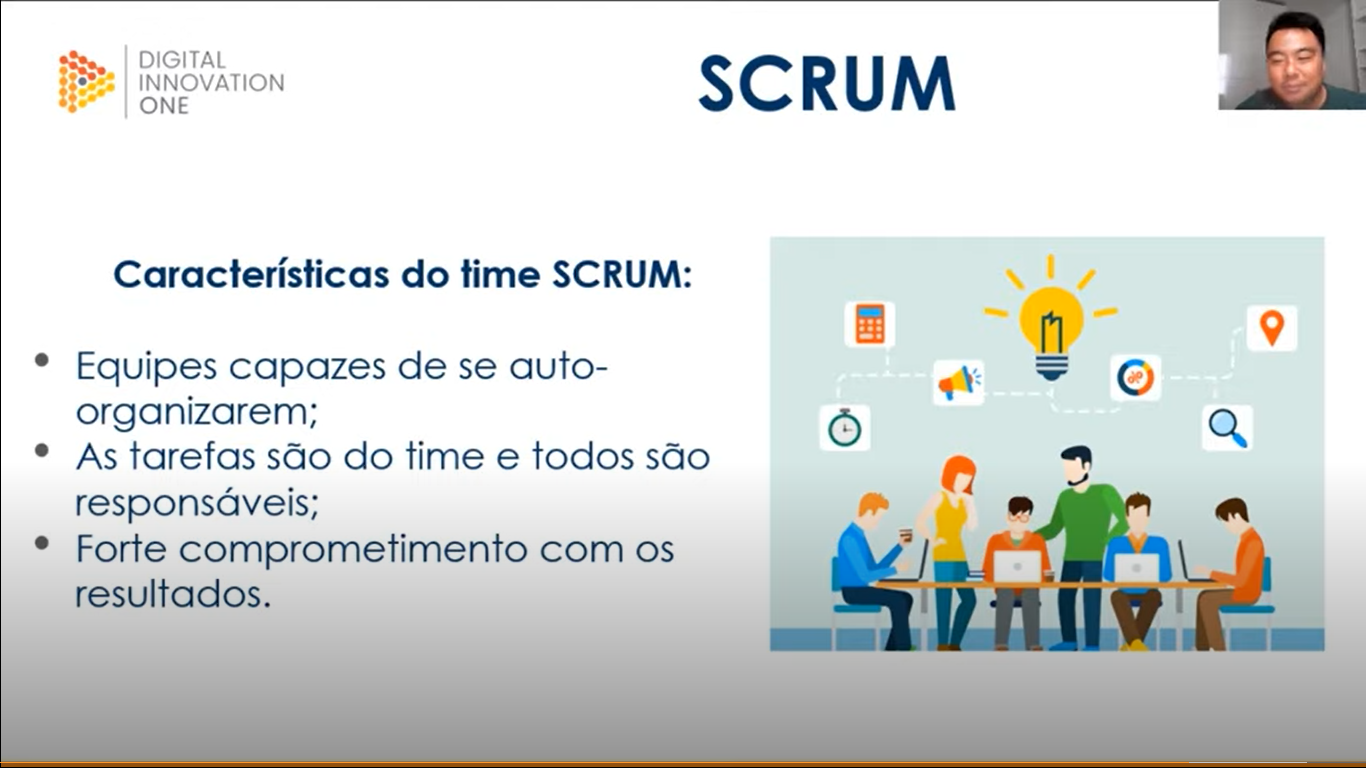 DIGITAL
INNOVATION
ONE
SCRUM
Características do time SCRUM:
• Equipes capazes de se auto-
organizarem;
• As tarefas são do time e todos são
responsáveis;
• Forte comprometimento com os
resultados.